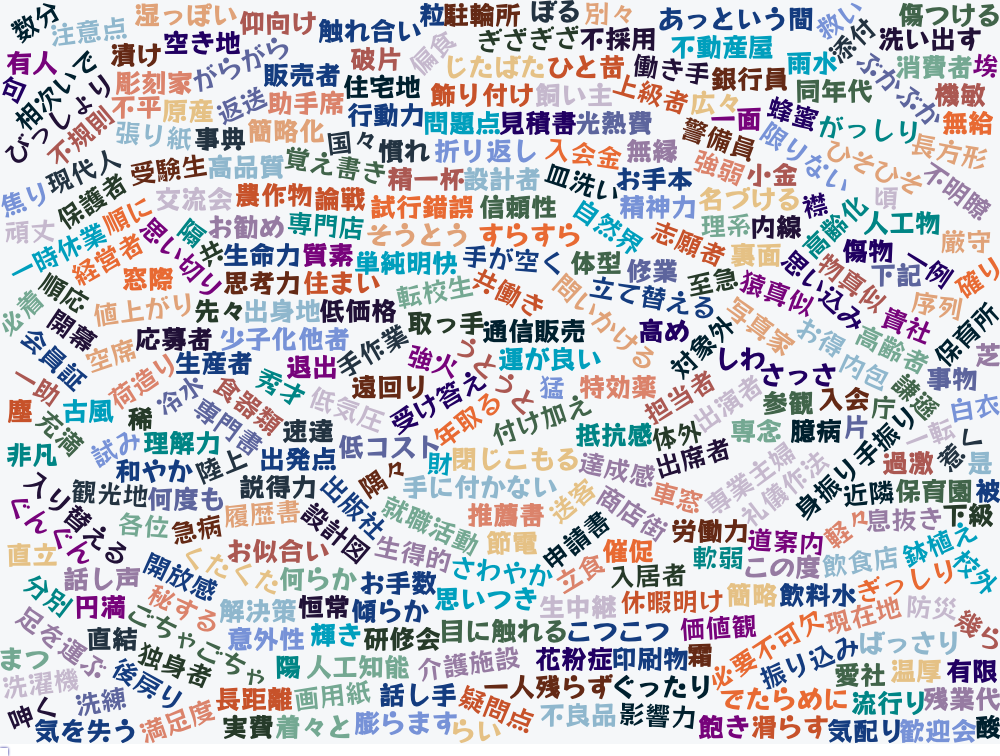 数分
注意点
湿っぽい
仰向け
触れ合い
粒
駐輪所
ぼる
別々
あっという間
救い
添付
傷つける
有人
漬け
空き地
破片
偏食
ぎざぎざ
不採用
不動産屋
雨水
洗い出す
句
相次いで
彫刻家
がらがら
販売者
住宅地
じたばた
ひと昔
働き手
銀行員
同年代
ぶかぶか
消費者
埃
びっしょり
不規則
不平
原産
返送
助手席
行動力
飾り付け
飼い主
上級者
広々
一面
蜂蜜
がっしり
機敏
無給
張り紙
事典
簡略化
国々
慣れ
問題点
見積書
光熱費
折り返し
入会金
無縁
警備員
限りない
ひそひそ
長方形
焦り
現代人
受験生
高品質
覚え書き
精一杯
設計者
皿洗い
お手本
強弱
小金
頃
不明瞭
頑丈
保護者
順に
交流会
農作物
論戦
試行錯誤
信頼性
自然界
精神力
名づける
襟
高齢化
人工物
厳守
一時休業
経営者
思い切り
隔
共
お勧め
専門店
そうとう
すらすら
志願者
理系
内線
裏面
傷物
下記
一例
確り
窓際
生命力
質素
単純明快
手が空く
体型
修業
至急
猿真似
思い込み
物真似
序列
必着
順応
開幕
値上がり
思考力
住まい
先々
出身地
低価格
転校生
共働き
問いかける
立て替える
写真家
貴社
保育所
会員証
空席
応募者
少子化
他者
取っ手
通信販売
高め
対象外
お得
高齢者
芝
一助
荷造り
生産者
退出
手作業
強火
うとうと
運が良い
しわ
さっさ
内包
謙遜
事物
塵
古風
稀
冷水
食器類
秀才
低気圧
遠回り
受け答え
猛
特効薬
担当者
出演者
参観
入会
庁
白衣
充満
試み
理解力
専門書
速達
低コスト
年取る
付け加え
抵抗感
体外
専念
臆病
片
手振り
一転
惹く
非凡
和やか
陸上
出発点
隅々
財
閉じこもる
達成感
出席者
専業主婦
礼儀作法
身振り
過激
是
入り替える
観光地
何度も
説得力
出版社
手に付かない
送客
商店街
車窓
近隣
保育園
被
ぐんぐん
各位
急病
履歴書
設計図
就職活動
推薦書
申請書
労働力
道案内
軽々
息抜き
下級
直立
話し声
開放感
くたくた
お似合い
生得的
節電
さわやか
立食
催促
軟弱
この度
飲食店
鉢植え
校外
分別
円満
秘する
何らか
お手数
思いつき
入居者
生中継
休暇明け
簡略
飲料水
ぎっしり
足を運ぶ
ごちゃごちゃ
解決策
恒常
傾らか
意外性
輝き
研修会
目に触れる
こつこつ
価値観
必要不可欠
現在地
防災
幾ら
まつ
直結
独身者
陽
人工知能
介護施設
花粉症
印刷物
霜
振り込み
ばっさり
洗濯機
後戻り
長距離
画用紙
話し手
疑問点
一人残らず
ぐったり
でたらめに
愛社
温厚
有限
呻く
洗練
気を失う
満足度
実費
着々と
膨らます
らい
不良品
影響力
飽き
滑らす
流行り
残業代
気配り
歓迎会
酸